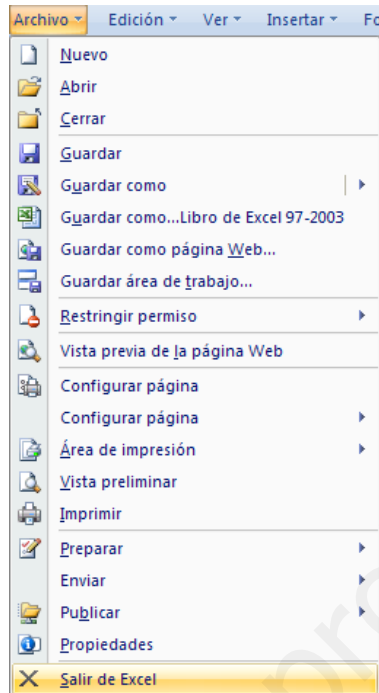 Archivo Edición Ver Insertar Fo
Nuevo
Abrir
Cerrar
Guardar
Guardar como
Guardar como...Libro de Excel 97-2003
Guardar como página Web...
Guardar área de trabajo...
Restringir permiso
Vista previa de la página Web
Configurar página
Configurar página
Área de impresión
Vista preliminar
Imprimir
Preparar
Enviar
Publicar
Propiedades
Salir de Excel